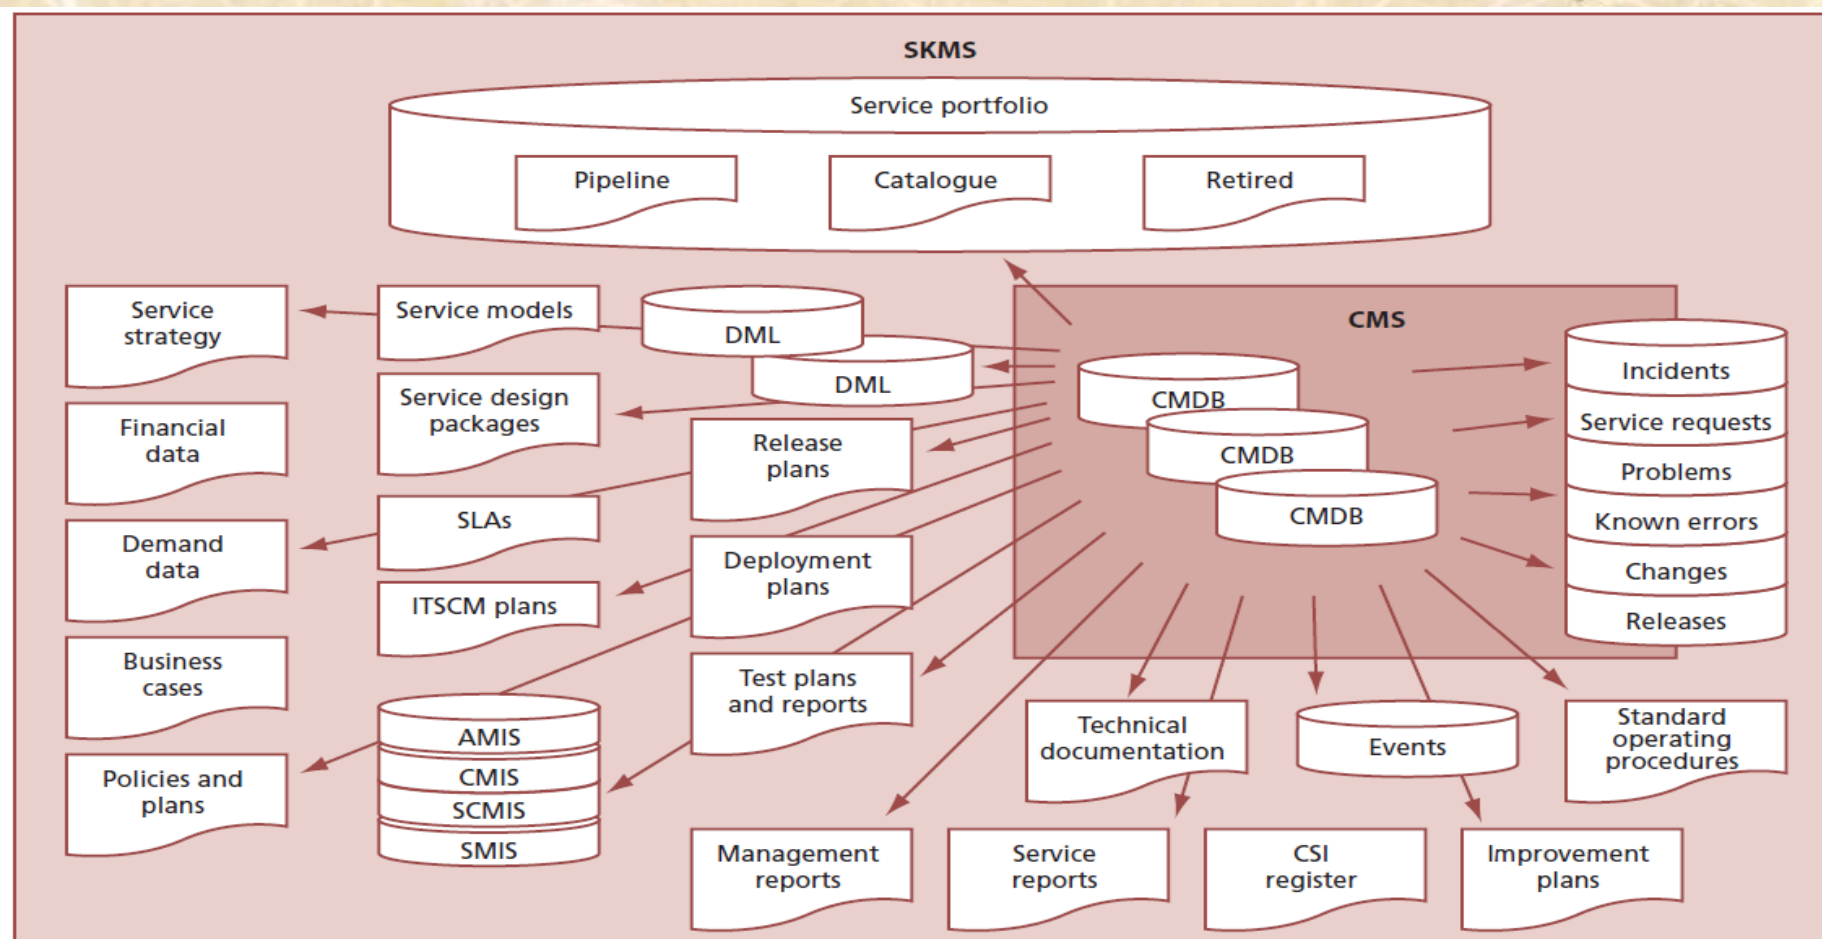 SKMS
Service portfolio
Pipeline
Catalogue
Retired
Service
strategy
Service models
DML
DML
CMS
Incidents
Service requests
Problems
Known errors
Changes
Releases
CMDB
CMDB
CMDB
Financial
data
Service design
packages
Release
plans
Demand
data
SLAs
Deployment
plans
ITSCM plans
Business
cases
Test plans
and reports
Policies and
plans
AMIS
CMIS
SCMIS
SMIS
Technical
documentation
Events
Standard
operating
procedures
Management
reports
Service
reports
CSI
register
Improvement
plans